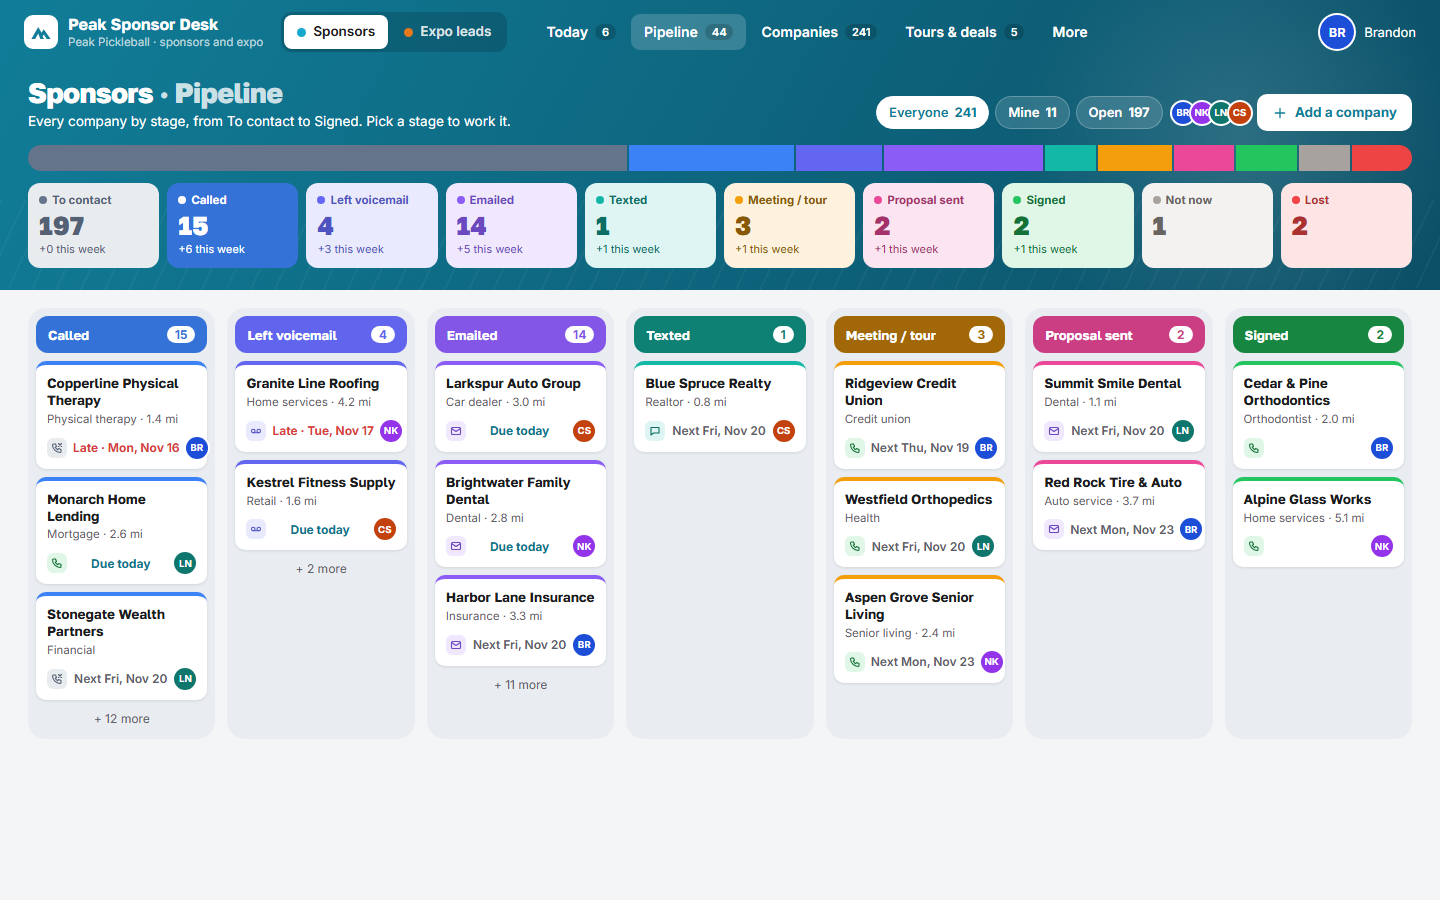 Peak Sponsor Desk
Peak Pickleball · sponsors and expo
Sponsors
Expo leads
Today 6
Pipeline 44
Companies 241
Tours & deals 5
More
BR Brandon
Sponsors · Pipeline
Every company by stage, from To contact to Signed. Pick a stage to work it.
Everyone 241
Mine 11
Open 197
BR NK LN CS
+ Add a company
To contact
197
+0 this week
Called
15
+6 this week
Left voicemail
4
+3 this week
Emailed
14
+5 this week
Texted
1
+1 this week
Meeting / tour
3
+1 this week
Proposal sent
2
+1 this week
Signed
2
+1 this week
Not now
1
Lost
2
Called 15
Copperline Physical
Therapy
Physical therapy · 1.4 mi
Late · Mon, Nov 16 BR
Monarch Home
Lending
Mortgage · 2.6 mi
Due today LN
Stonegate Wealth
Partners
Financial
Next Fri, Nov 20 LN
+ 12 more
Left voicemail 4
Granite Line Roofing
Home services · 4.2 mi
Late · Tue, Nov 17 NK
Kestrel Fitness Supply
Retail · 1.6 mi
Due today CS
+ 2 more
Emailed 14
Larkspur Auto Group
Car dealer · 3.0 mi
Due today CS
Brightwater Family
Dental
Dental · 2.8 mi
Due today NK
Harbor Lane Insurance
Insurance · 3.3 mi
Next Fri, Nov 20 BR
+ 11 more
Texted 1
Blue Spruce Realty
Realtor · 0.8 mi
Next Fri, Nov 20 CS
Meeting / tour 3
Ridgeview Credit
Union
Credit union
Next Thu, Nov 19 BR
Westfield Orthopedics
Health
Next Fri, Nov 20 LN
Aspen Grove Senior
Living
Senior living · 2.4 mi
Next Mon, Nov 23 NK
Proposal sent 2
Summit Smile Dental
Dental · 1.1 mi
Next Fri, Nov 20 LN
Red Rock Tire & Auto
Auto service · 3.7 mi
Next Mon, Nov 23 BR
Signed 2
Cedar & Pine
Orthodontics
Orthodontist · 2.0 mi
BR
Alpine Glass Works
Home services · 5.1 mi
NK